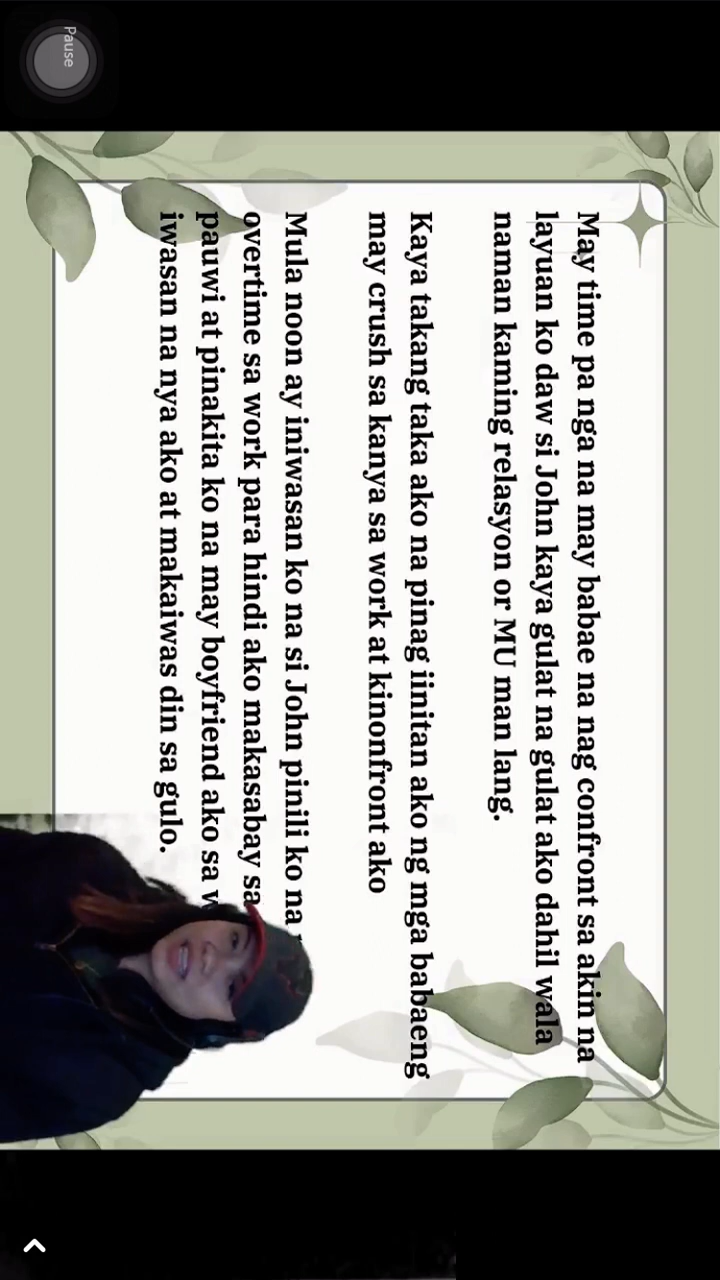 Pause
May time pa nga na may babae na nag confront sa akin na
layuan ko daw si John kaya gulat na gulat ako dahil wala
naman kaming relasyon or MU man lang.
Kaya takang taka ako na pinag iinitan ako ng mga babaeng
may crush sa kanya sa work at kinonfront ako
Mula noon ay iniwasan ko na si John pinili ko na
overtime sa work para hindi ako makasabay sa
pauwi at pinakita ko na may boyfriend ako sa
iwasan na nya ako at makaiwas din sa gulo.